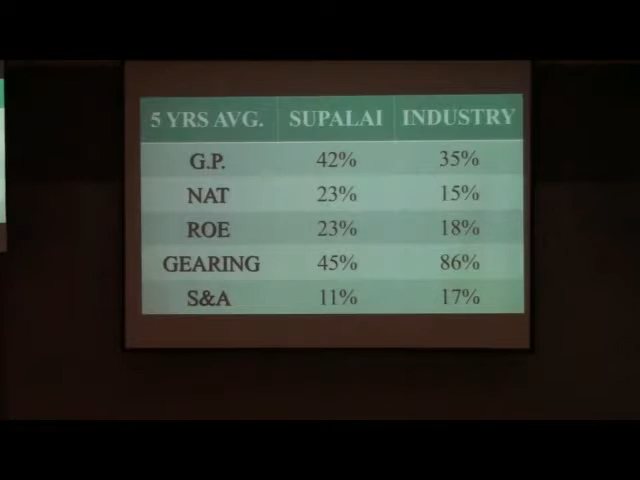 5 YRS AVG. SUPALAI INDUSTRY
G.P. 42% 35%
NAT 23% 15%
ROE 23% 18%
GEARING 45% 86%
S&A 11% 17%